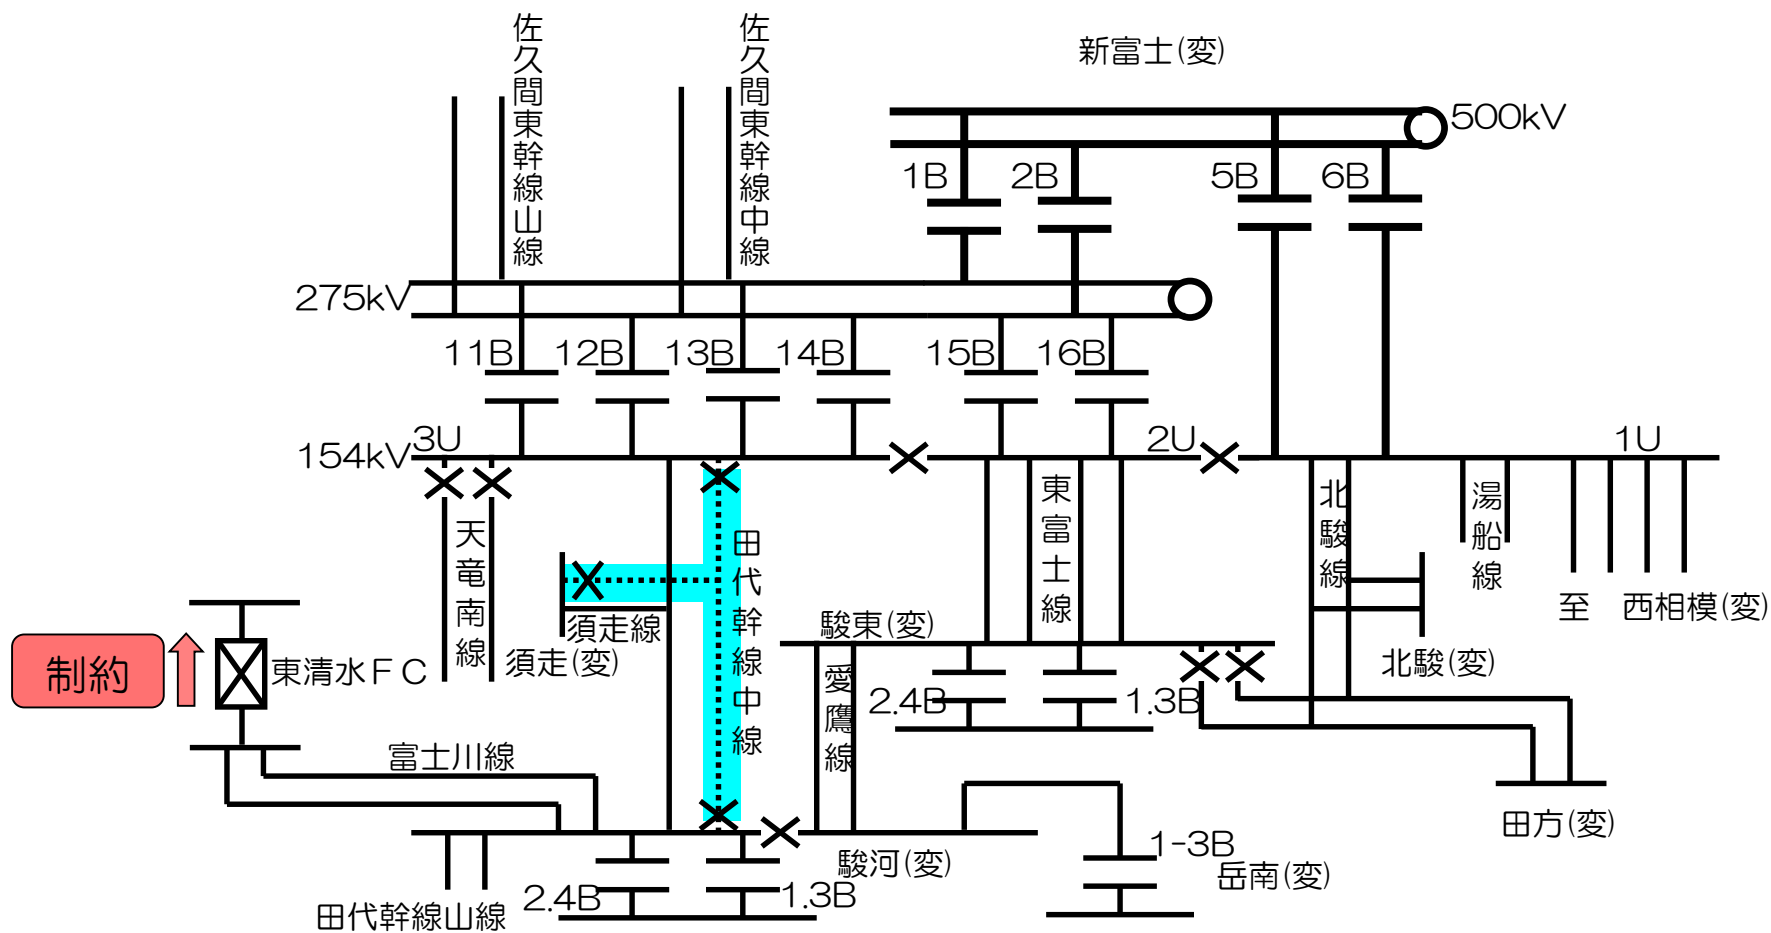 佐久間東幹線山線
佐久間東幹線中線
新富士(変)
500kV
1B
2B
5B
6B
275kV
11B
12B
13B
14B
15B
16B
154kV
3U
2U
1U
天竜南線
田代幹線中線
東富士線
北駿線
湯船線
至 西相模(変)
須走線
須走(変)
駿東(変)
北駿(変)
制約
東清水FC
愛鷹線
2.4B
1.3B
富士川線
田方(変)
駿河(変)
1-3B
岳南(変)
2.4B
1.3B
田代幹線山線